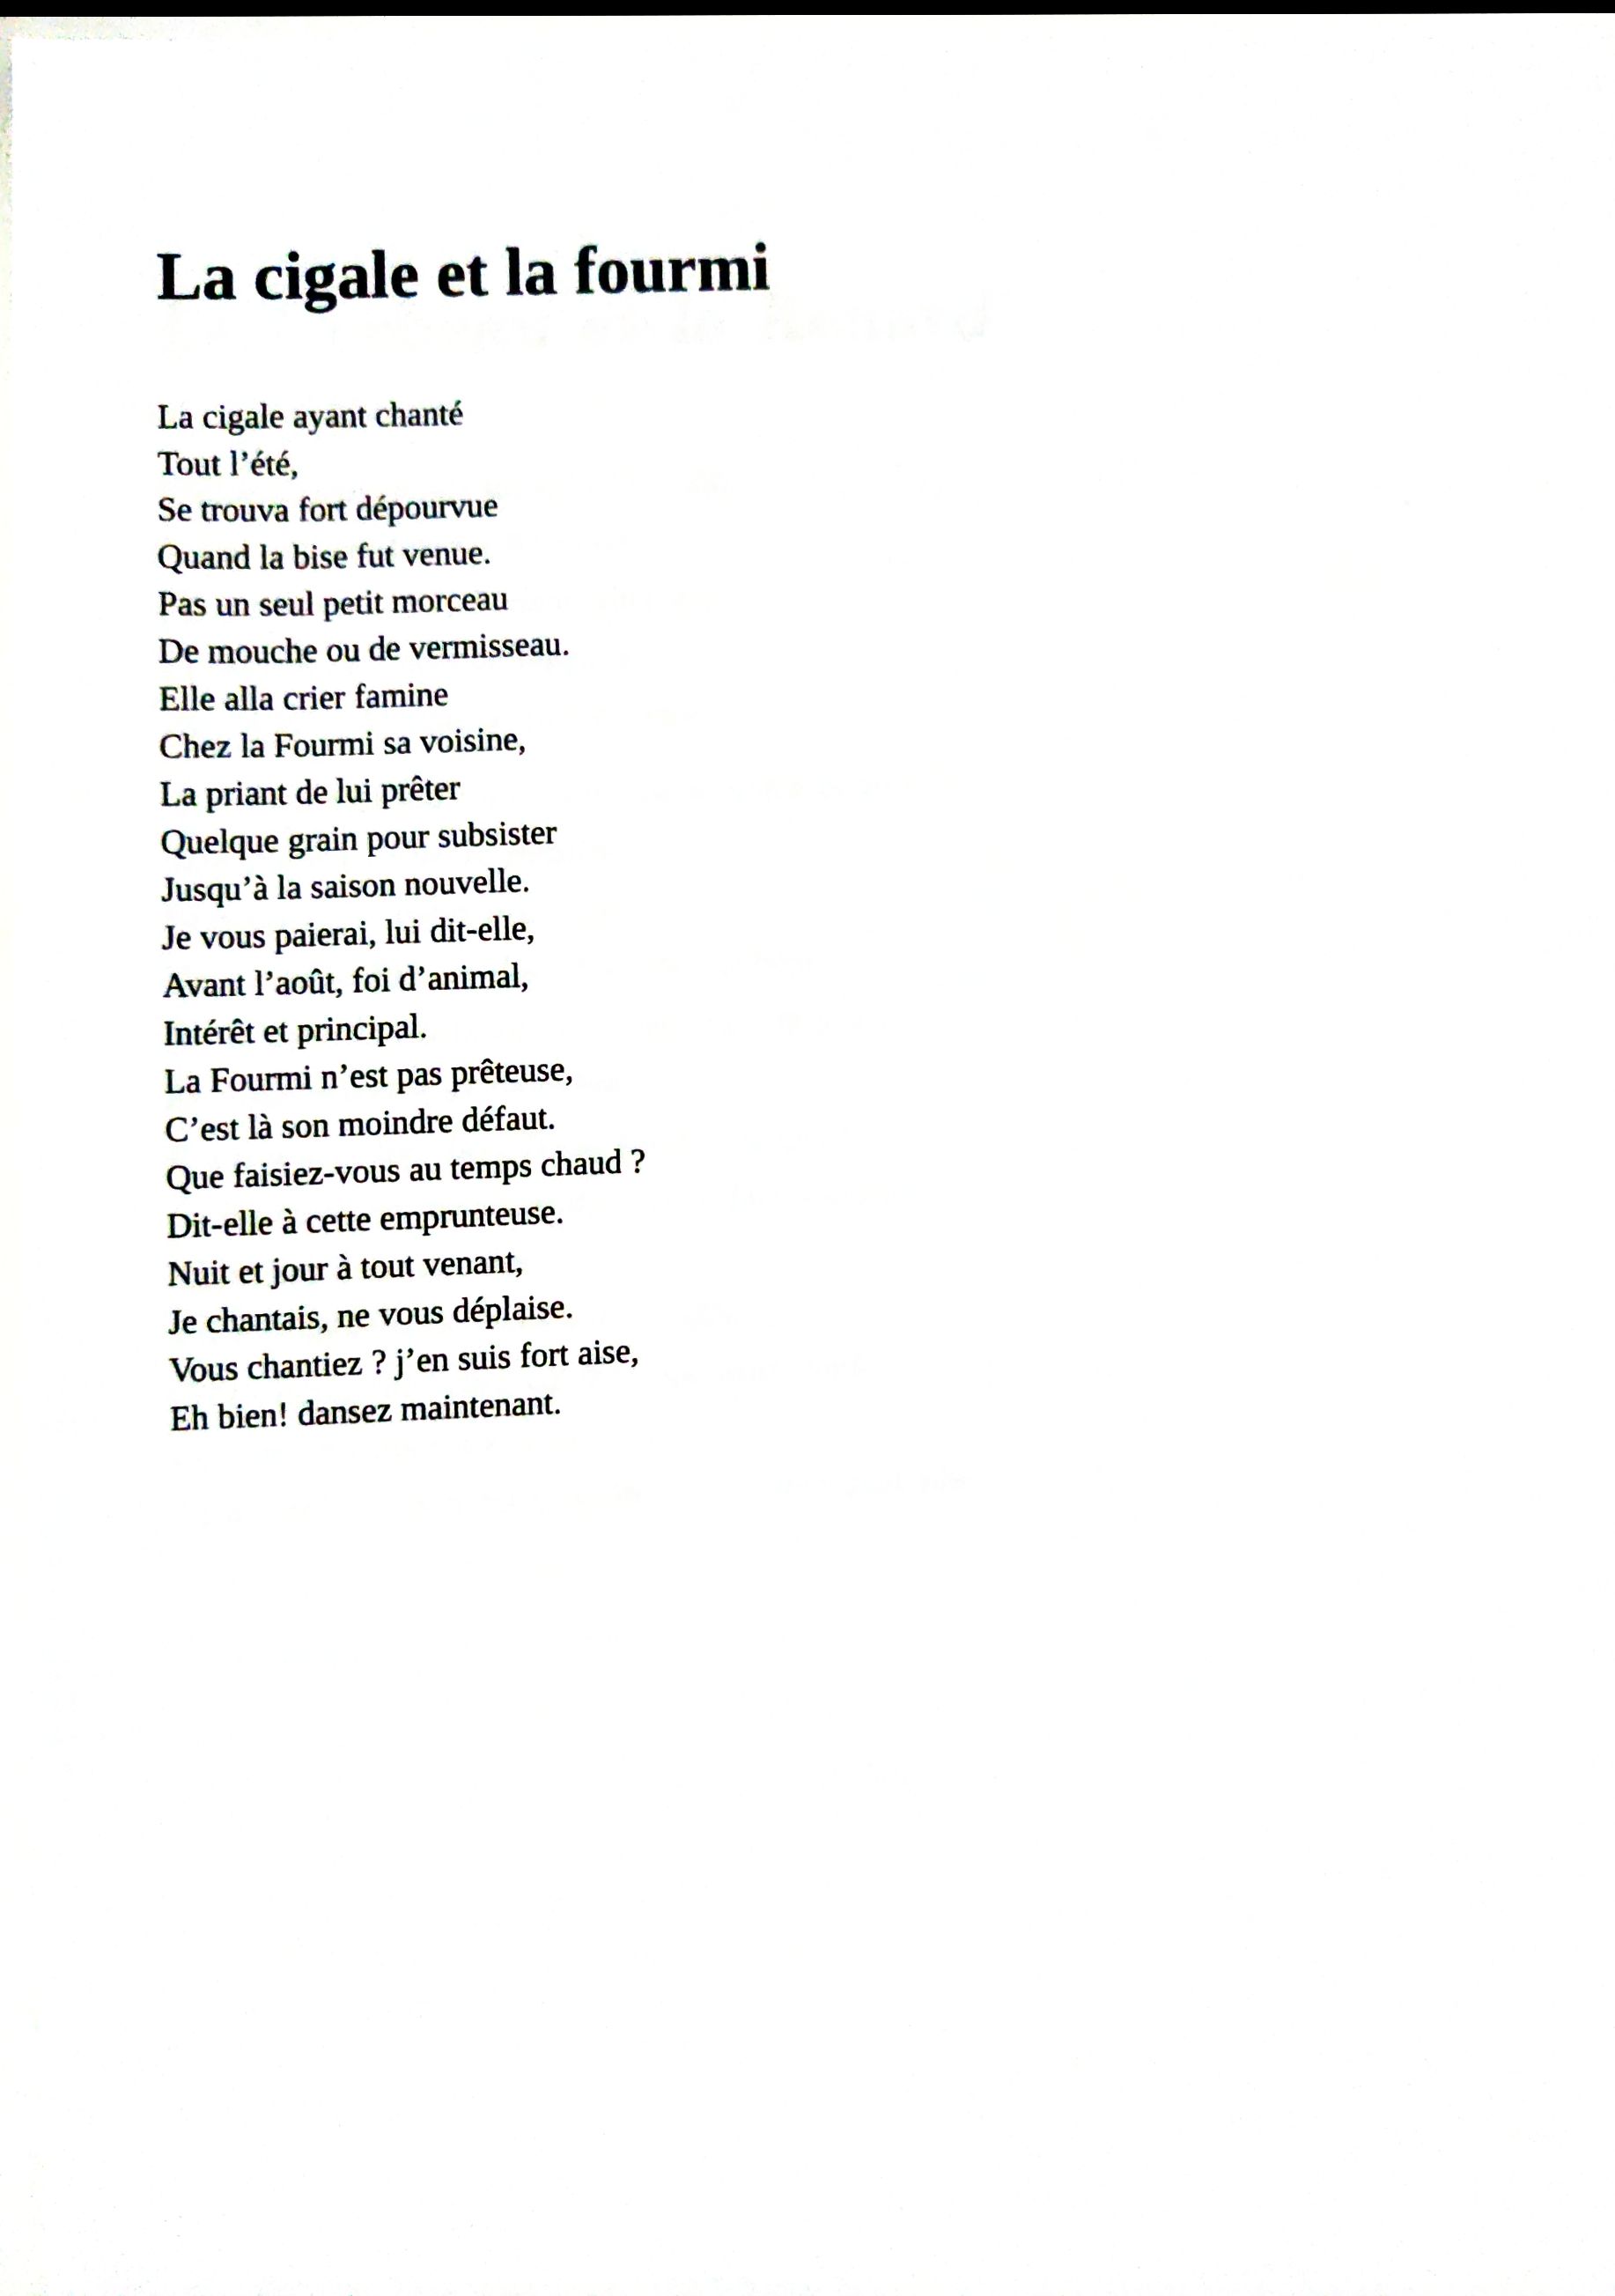 La cigale et la fourmi
La cigale ayant chanté
Tout l’été,
Se trouva fort dépourvue
Quand la bise fut venue.
Pas un seul petit morceau
De mouche ou de vermisseau.
Elle alla crier famine
Chez la Fourmi sa voisine,
La priant de lui prêter
Quelque grain pour subsister
Jusqu’à la saison nouvelle.
Je vous paierai, lui dit-elle,
Avant l’août, foi d’animal,
Intérêt et principal.
La Fourmi n’est pas prêteuse,
C’est là son moindre défaut.
Que faisiez-vous au temps chaud ?
Dit-elle à cette emprunteuse.
Nuit et jour à tout venant,
Je chantais, ne vous déplaise.
Vous chantiez ? j’en suis fort aise,
Eh bien! dansez maintenant.